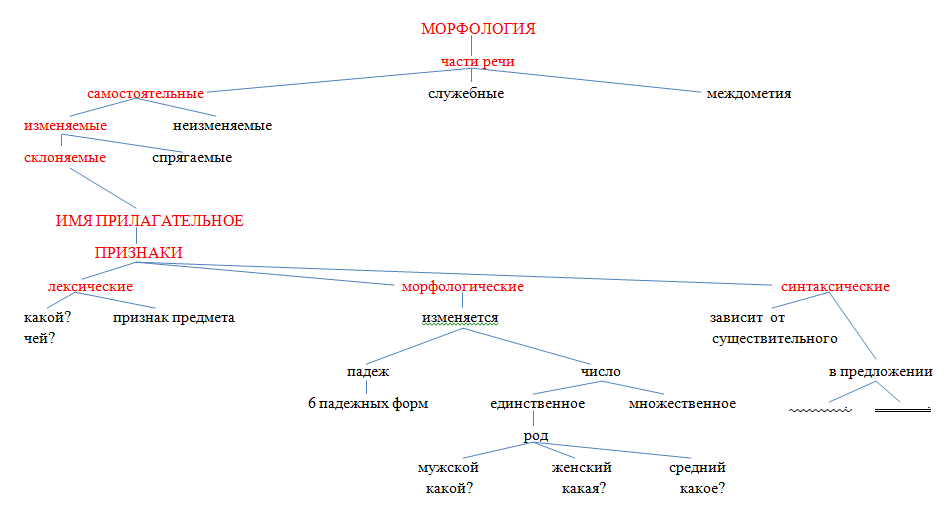 МОРФОЛОГИЯ
части речи
самостоятельные служебные междометия
изменяемые неизменяемые
склоняемые спрягаемые
ИМЯ ПРИЛАГАТЕЛЬНОЕ
ПРИЗНАКИ
лексические морфологические синтаксические
какой? признак предмета изменяется зависит от
чей? существительного
падеж число в предложении
6 падежных форм единственное множественное
род
мужской женский средний
какой? какая? какое?